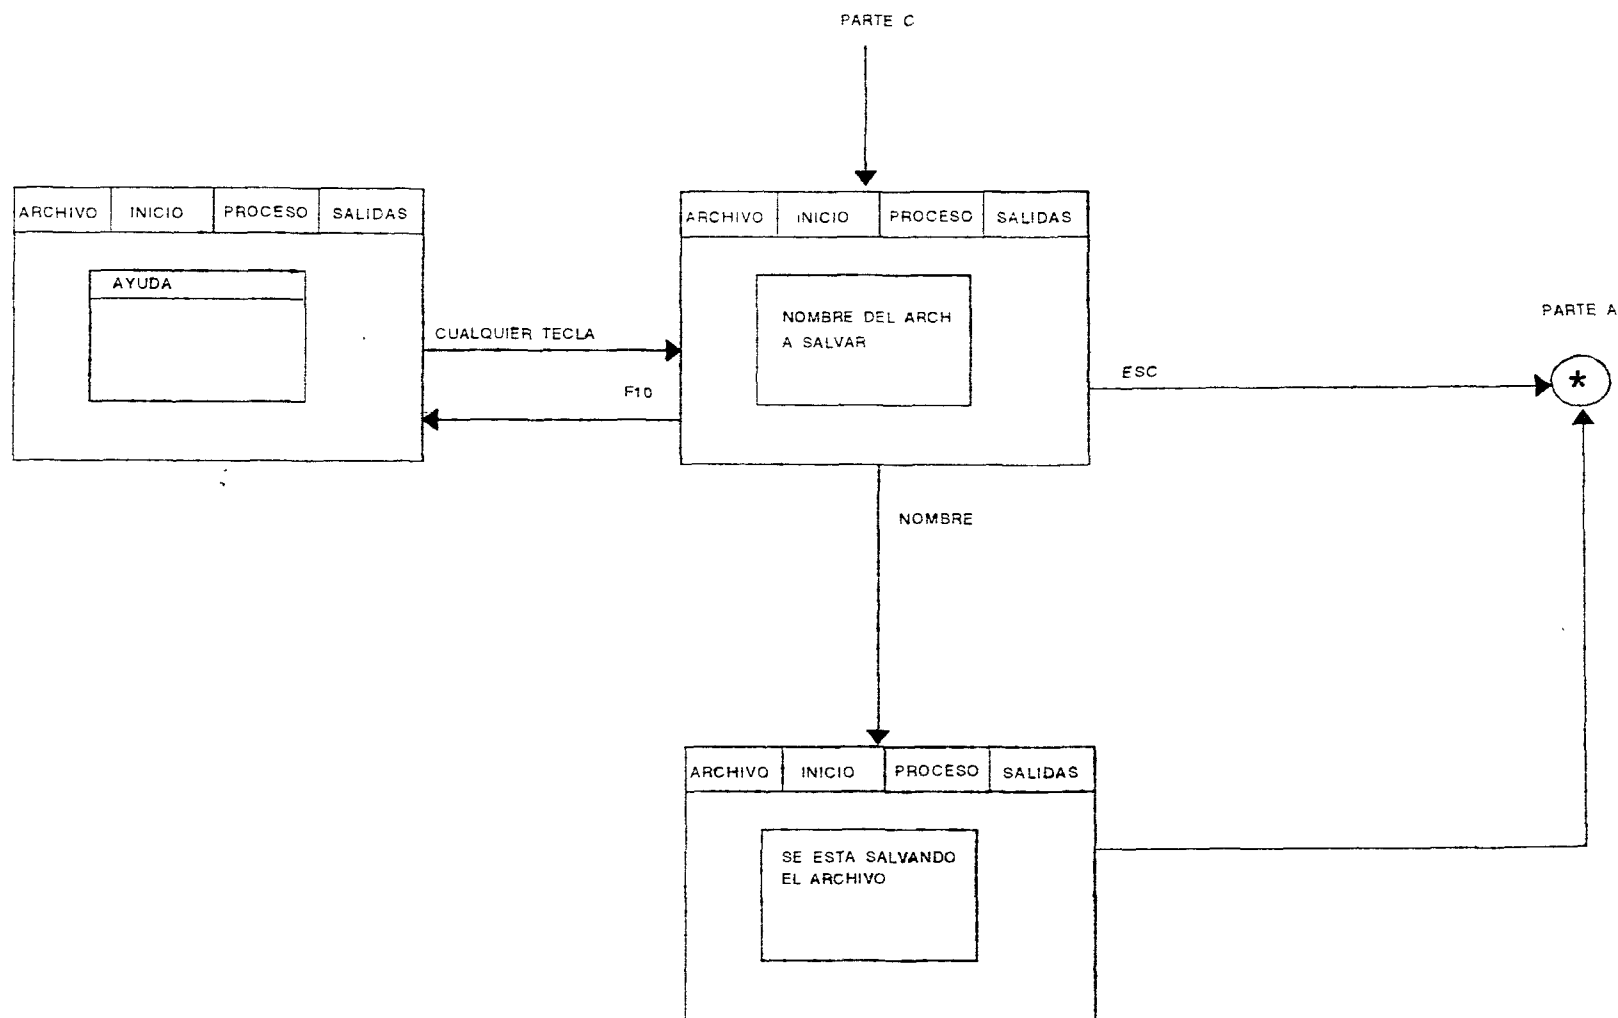 PARTE C
ARCHIVO INICIO PROCESO SALIDAS
AYUDA
CUALQUIER TECLA
F10
ARCHIVO INICIO PROCESO SALIDAS
NOMBRE DEL ARCH
A SALVAR
ESC
PARTE A
*
NOMBRE
ARCHIVO INICIO PROCESO SALIDAS
SE ESTA SALVANDO
EL ARCHIVO